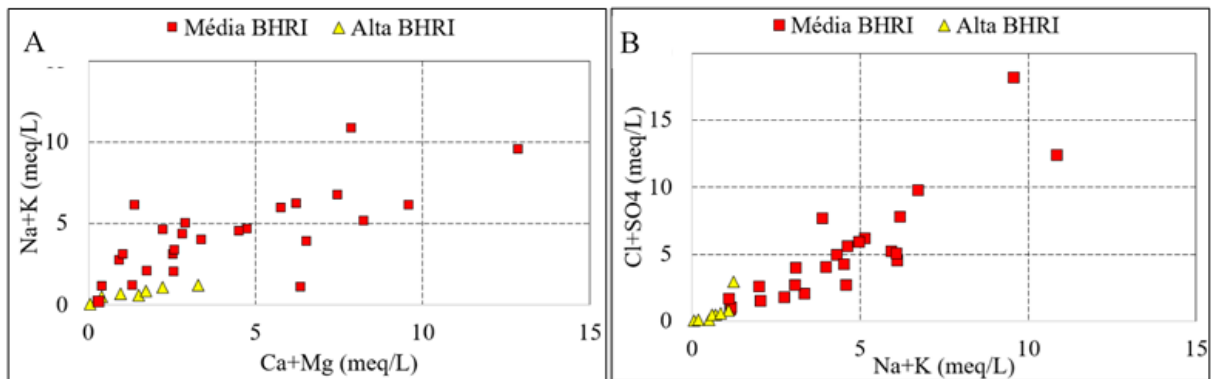 A
Média BHRI Alta BHRI
Na+K (meq/L)
10
5
0
0 5 10 15
Ca+Mg (meq/L)
B
Média BHRI Alta BHRI
Cl+SO4 (meq/L)
15
10
5
0
0 5 10 15
Na+K (meq/L)